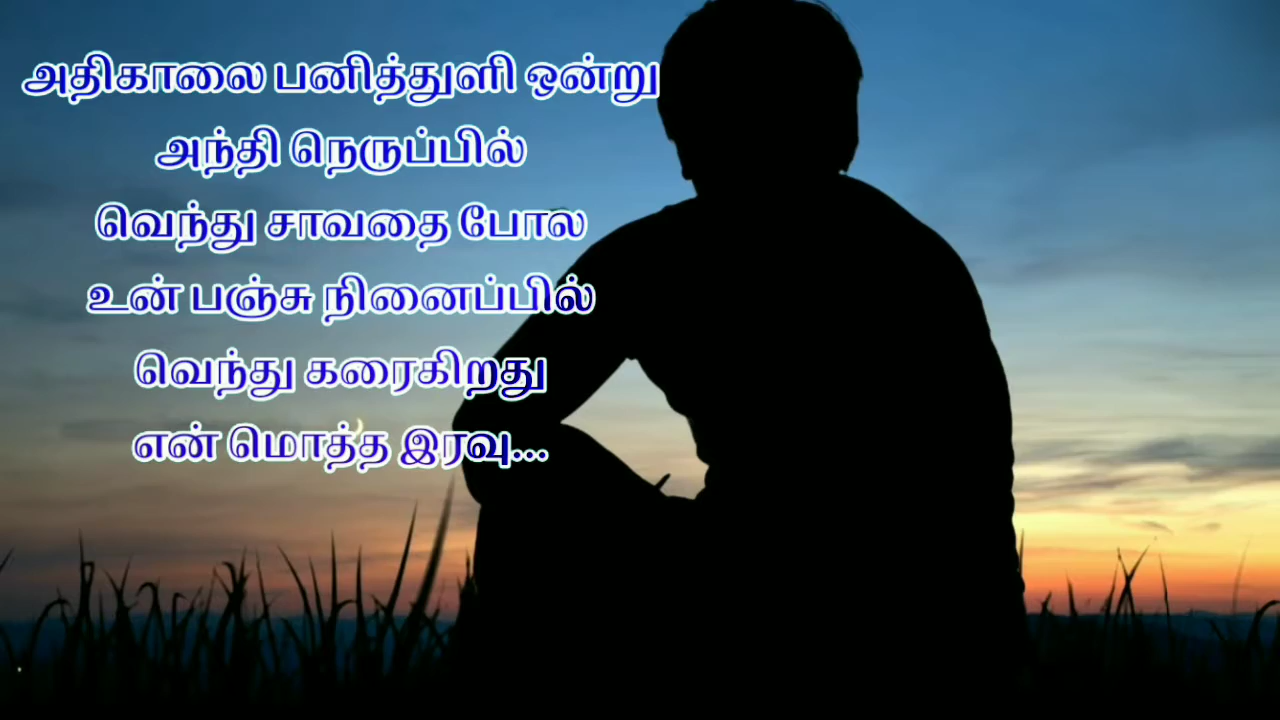 அதிகாலை பனித்துளி ஒன்று
அந்தி நெருப்பில்
வெந்து சாவதை போல
உன் பஞ்சு நினைப்பில்
வெந்து கரைகிறது
என் மொத்த இரவு...